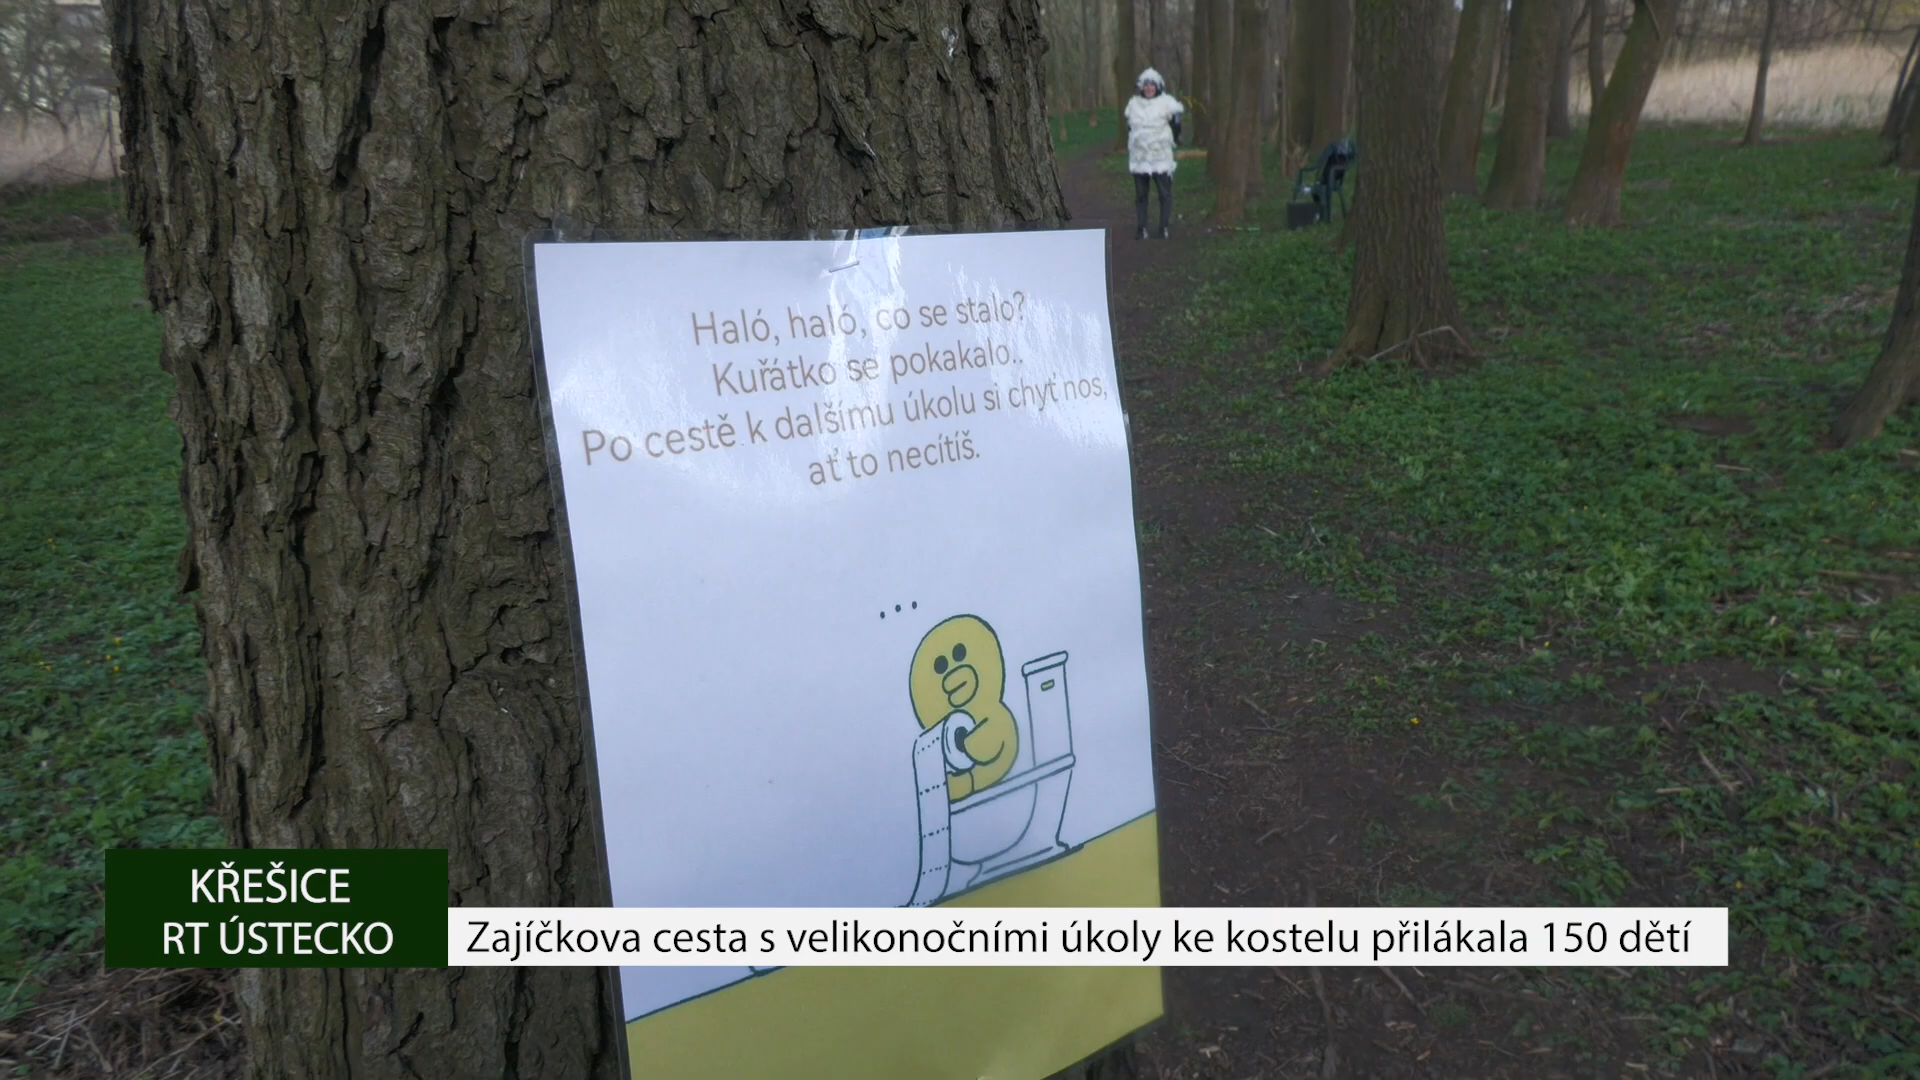 Haló, haló, co se stalo?
Kuřátko se pokakalo..
Po cestě k dalšímu úkolu si chyť nos,
ať to necítíš.
...
KŘEŠICE
RT ÚSTECKO
Zajíčkova cesta s velikonočními úkoly ke kostelu přilákala 150 dětí